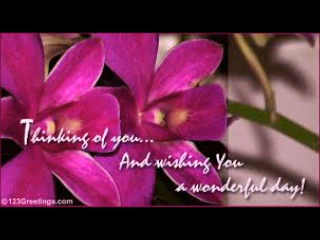 Thinking of you...
And wishing You
a wonderful day!
©123Greetings.com